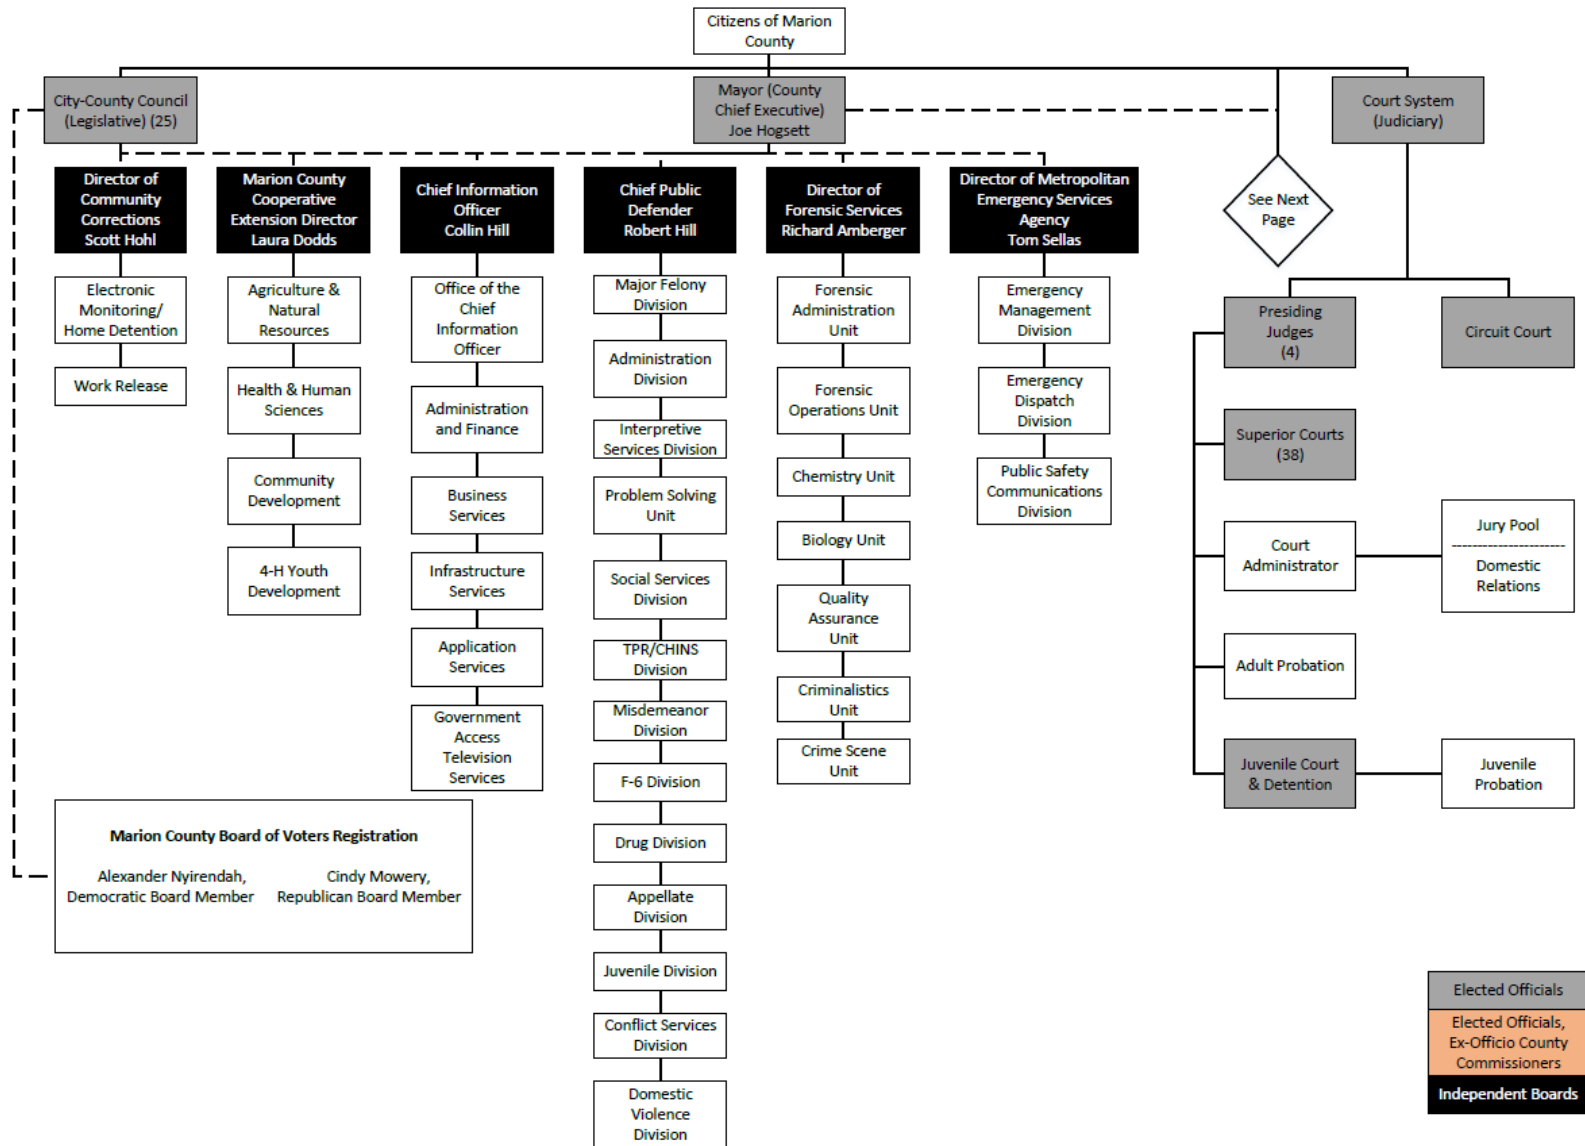 Citizens of Marion
County
City-County Council
(Legislative) (25)
Mayor (County
Chief Executive)
Joe Hogsett
Court System
(Judiciary)
See Next
Page
Director of
Community
Corrections
Scott Hohl
Marion County
Cooperative
Extension Director
Laura Dodds
Chief Information
Officer
Collin Hill
Chief Public
Defender
Robert Hill
Director of
Forensic Services
Richard Amberger
Director of Metropolitan
Emergency Services
Agency
Tom Sellas
Electronic
Monitoring/
Home Detention
Work Release
Agriculture &
Natural
Resources
Health & Human
Sciences
Community
Development
4-H Youth
Development
Office of the
Chief
Information
Officer
Administration
and Finance
Business
Services
Infrastructure
Services
Application
Services
Government
Access
Television
Services
Major Felony
Division
Administration
Division
Interpretive
Services Division
Problem Solving
Unit
Social Services
Division
TPR/CHINS
Division
Misdemeanor
Division
F-6 Division
Drug Division
Appellate
Division
Juvenile Division
Conflict Services
Division
Domestic
Violence
Division
Forensic
Administration
Unit
Forensic
Operations Unit
Chemistry Unit
Biology Unit
Quality
Assurance
Unit
Criminalistics
Unit
Crime Scene
Unit
Emergency
Management
Division
Emergency
Dispatch
Division
Public Safety
Communications
Division
Presiding
Judges
(4)
Circuit Court
Superior Courts
(38)
Court
Administrator
Jury Pool
Domestic
Relations
Adult Probation
Juvenile Court
& Detention
Juvenile
Probation
Marion County Board of Voters Registration
Alexander Nyirendah,
Democratic Board Member
Cindy Mowery,
Republican Board Member
Elected Officials
Elected Officials,
Ex-Officio County
Commissioners
Independent Boards